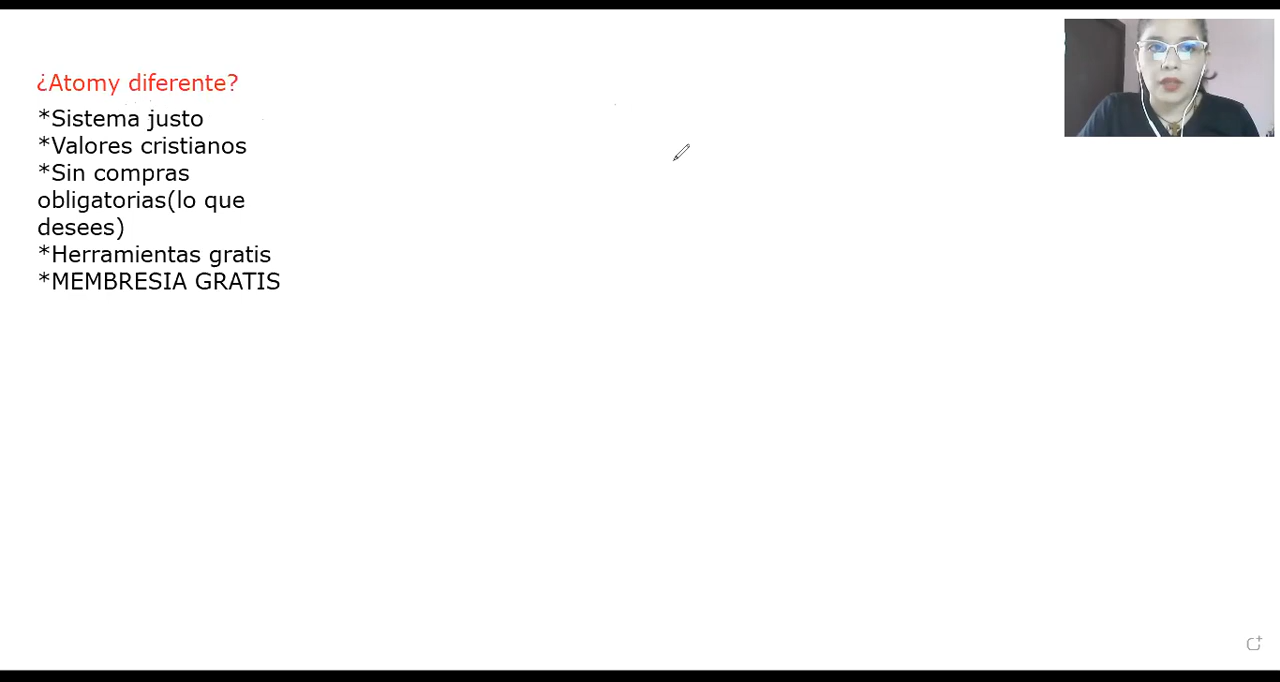 ¿Atomy diferente?
*Sistema justo
*Valores cristianos
*Sin compras
obligatorias(lo que
desees)
*Herramientas gratis
*MEMBRESIA GRATIS